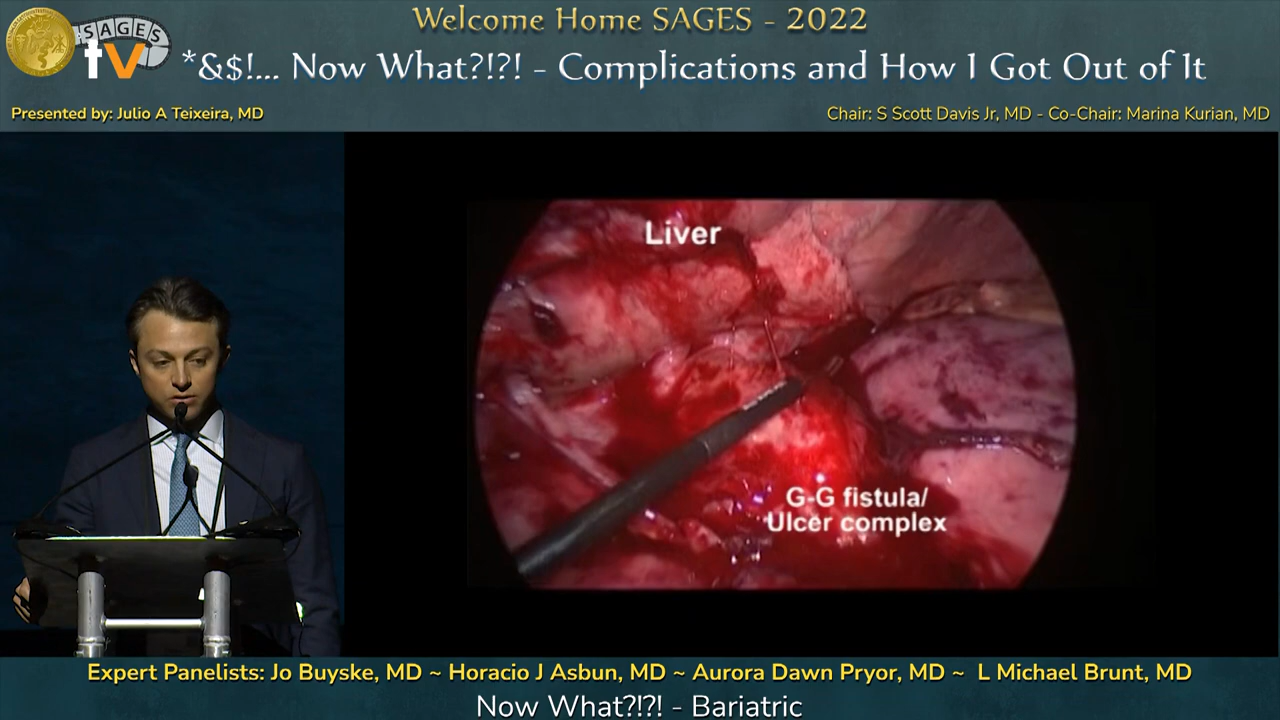 SAGES
tv
Welcome Home SAGES - 2022
*&$!... Now What?!?! - Complications and How I Got Out of It
Presented by: Julio A Teixeira, MD
Chair: S Scott Davis Jr, MD - Co-Chair: Marina Kurian, MD
Liver
G-G fistula/
Ulcer complex
Expert Panelists: Jo Buyske, MD ~ Horacio J Asbun, MD ~ Aurora Dawn Pryor, MD ~ L Michael Brunt, MD
Now What?!?! - Bariatric